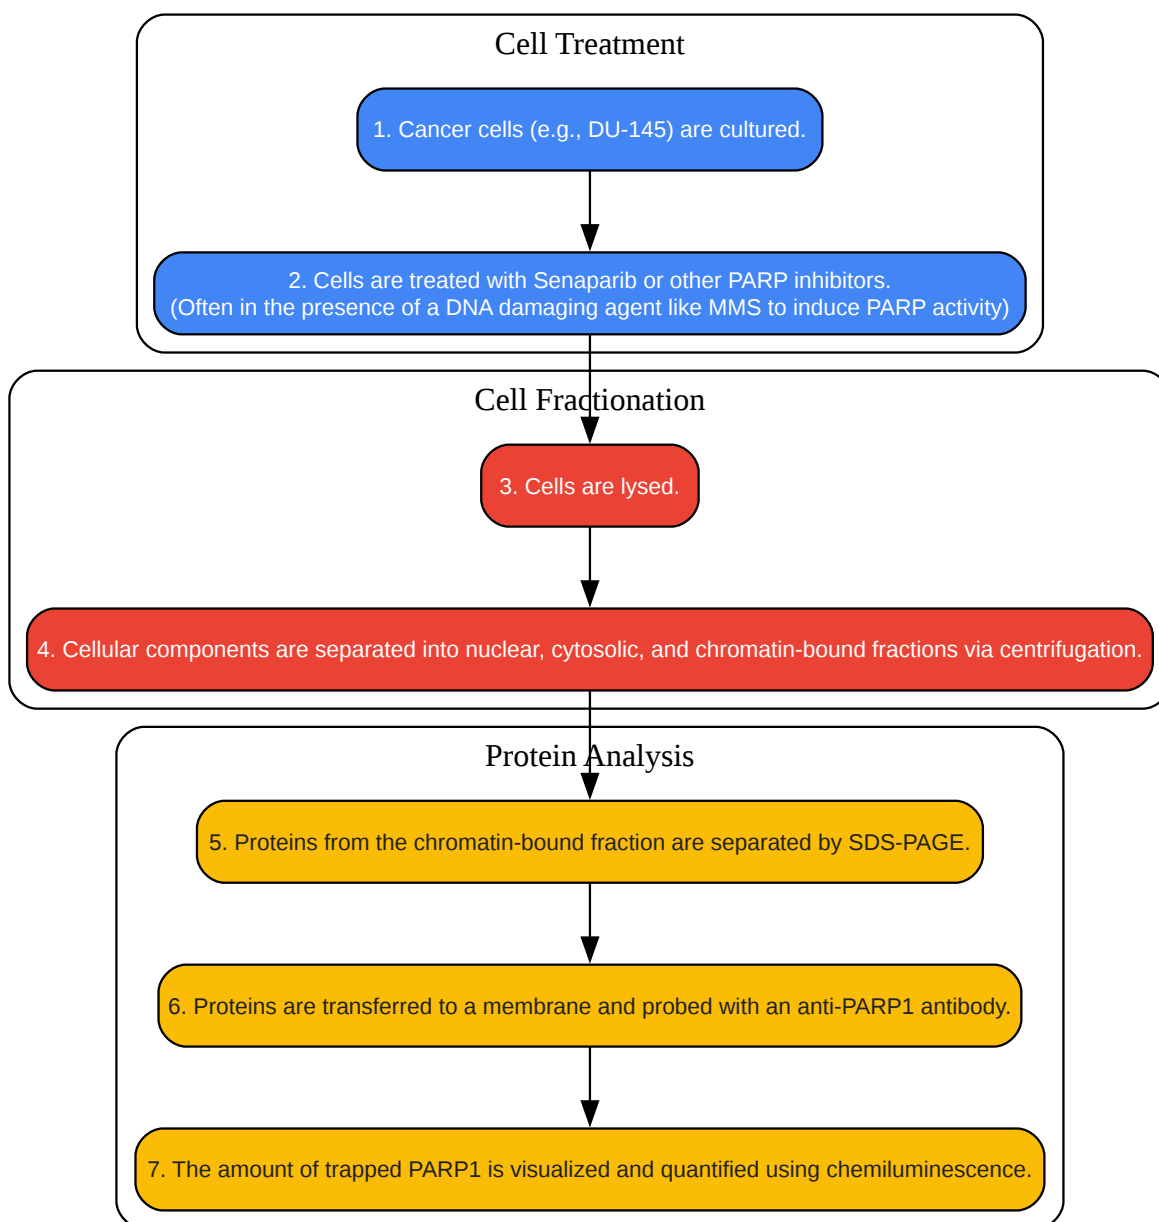 Cell Treatment
1. Cancer cells (e.g., DU-145) are cultured.
2. Cells are treated with Senaparib or other PARP inhibitors.
(Often in the presence of a DNA damaging agent like MMS to induce PARP activity)
Cell Fractionation
3. Cells are lysed.
4. Cellular components are separated into nuclear, cytosolic, and chromatin-bound fractions via centrifugation.
Protein Analysis
5. Proteins from the chromatin-bound fraction are separated by SDS-PAGE.
6. Proteins are transferred to a membrane and probed with an anti-PARP1 antibody.
7. The amount of trapped PARP1 is visualized and quantified using chemiluminescence.